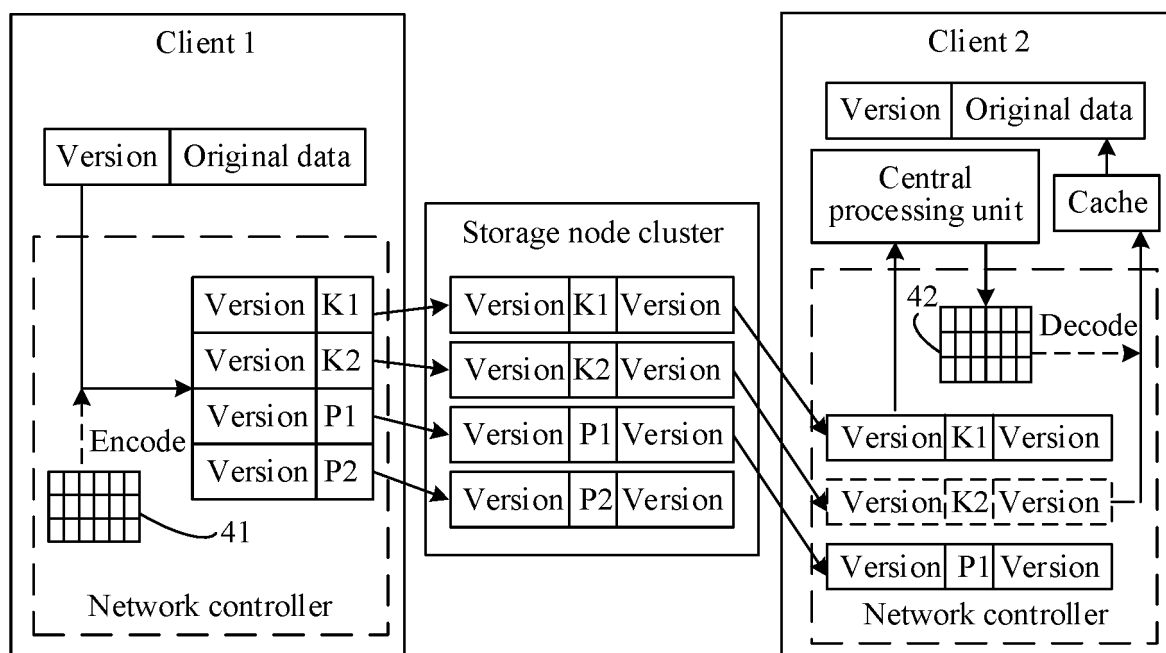 Client 1
Version Original data
Version K1
Version K2
Version P1
Version P2
Encode
41
Network controller
Storage node cluster
Version K1 Version
Version K2 Version
Version P1 Version
Version P2 Version
Client 2
Version Original data
Central
processing unit
Cache
42
Decode
Version K1 Version
Version K2 Version
Version P1 Version
Network controller